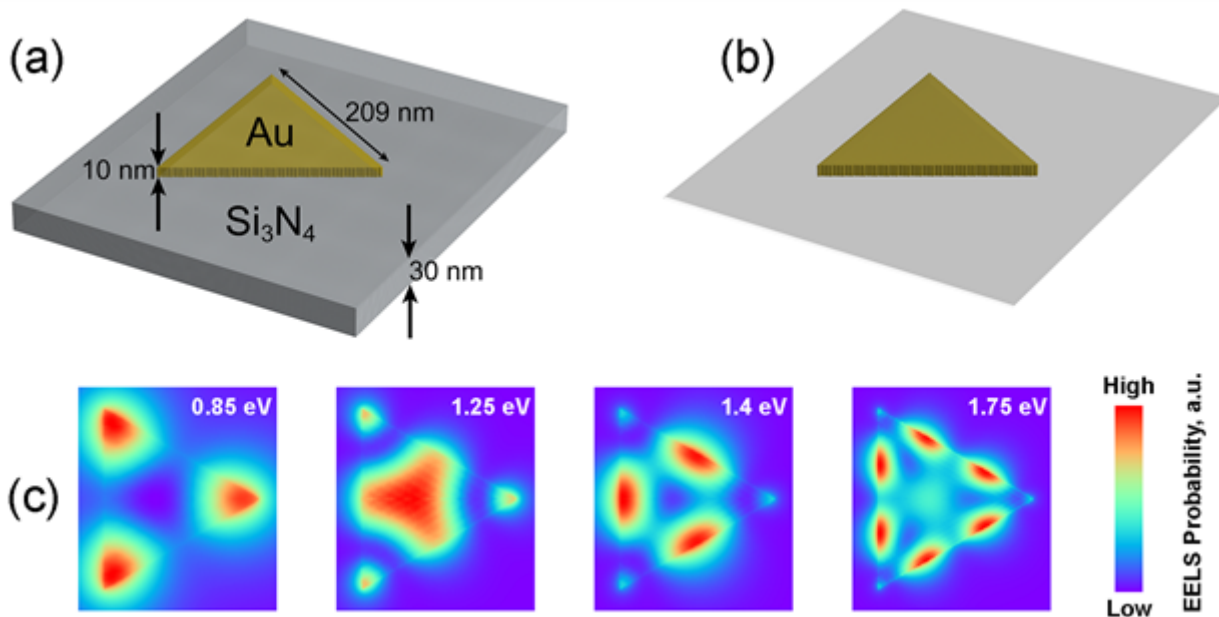 (a)
(b)
209 nm
Au
10 nm
Si₃N₄
30 nm
(c)
0.85 eV
1.25 eV
1.4 eV
1.75 eV
High
Low
EELS Probability, a.u.